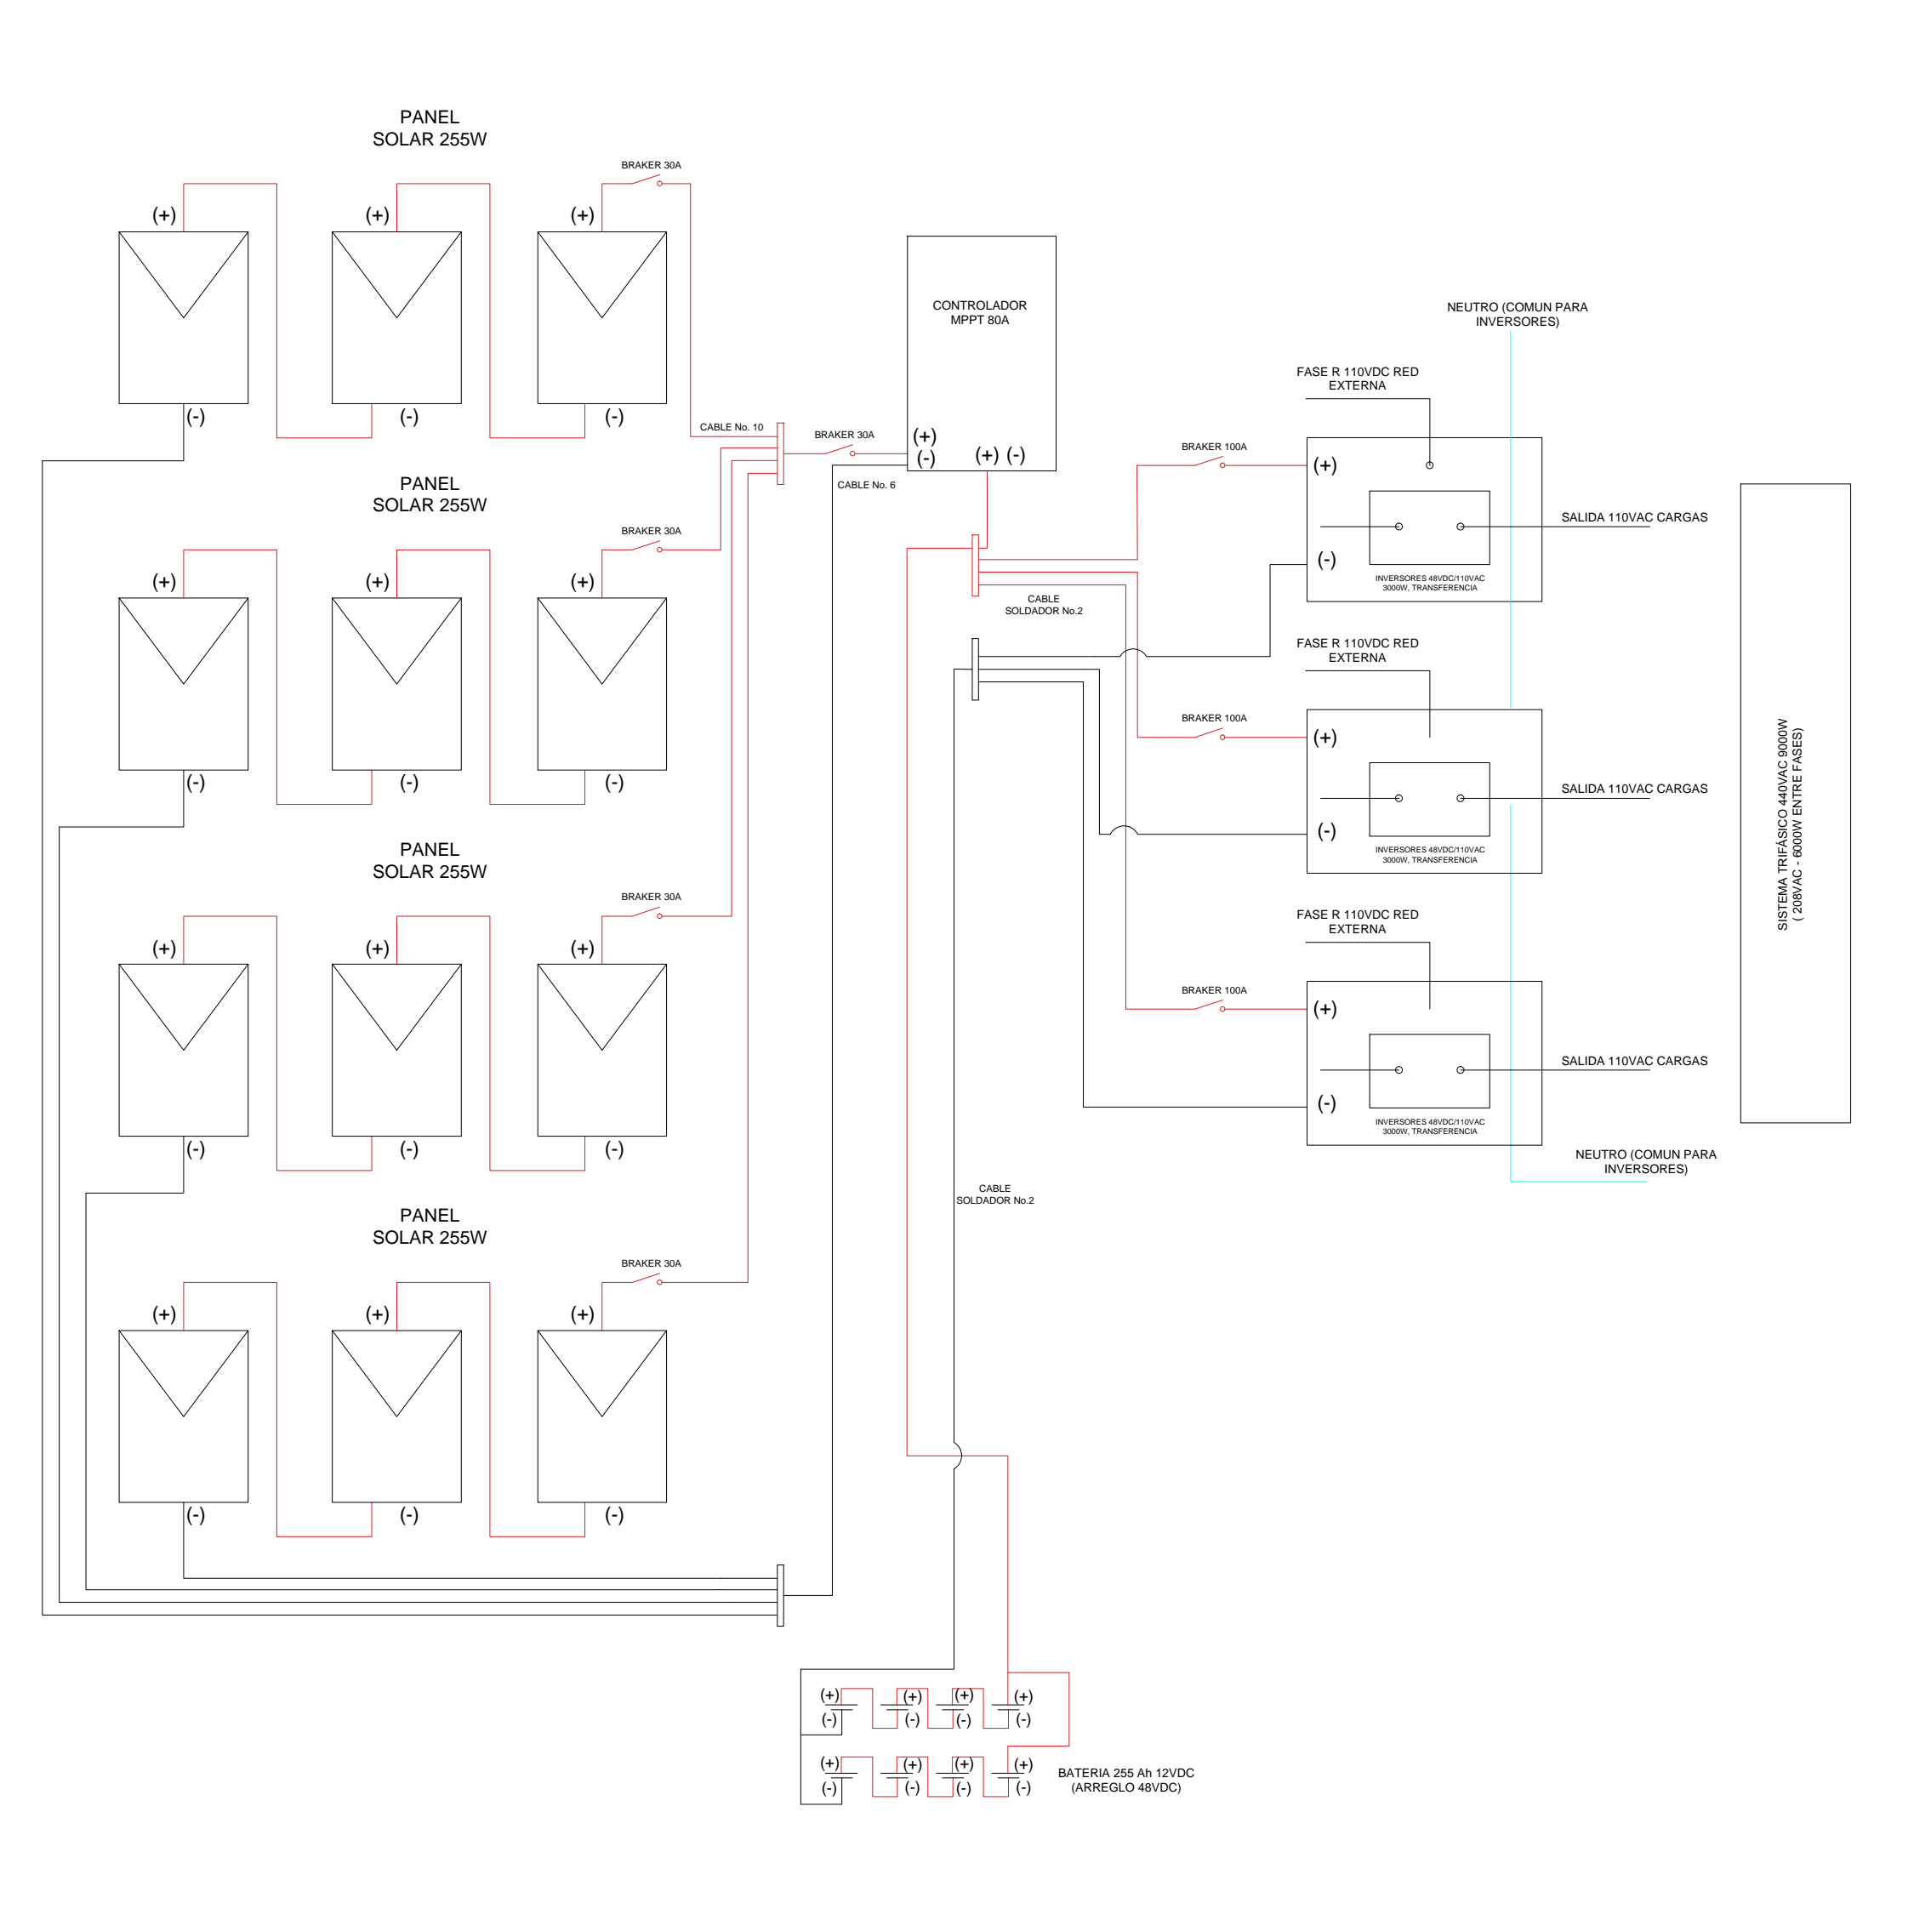 PANEL
SOLAR 255W
BRAKER 30A
(+)
(+)
(+)
(-)
(-)
(-)
CABLE No. 10
BRAKER 30A
CONTROLADOR
MPPT 80A
(+)
(-)
(+) (-)
CABLE No. 6
PANEL
SOLAR 255W
BRAKER 30A
(+)
(+)
(+)
(-)
(-)
(-)
PANEL
SOLAR 255W
BRAKER 30A
(+)
(+)
(+)
(-)
(-)
(-)
PANEL
SOLAR 255W
BRAKER 30A
(+)
(+)
(+)
(-)
(-)
(-)
CABLE
SOLDADOR No.2
CABLE
SOLDADOR No.2
NEUTRO (COMUN PARA
INVERSORES)
FASE R 110VDC RED
EXTERNA
BRAKER 100A
(+)
(-)
SALIDA 110VAC CARGAS
INVERSORES 48VDC/110VAC
3000W, TRANSFERENCIA
FASE R 110VDC RED
EXTERNA
BRAKER 100A
(+)
(-)
SALIDA 110VAC CARGAS
INVERSORES 48VDC/110VAC
3000W, TRANSFERENCIA
FASE R 110VDC RED
EXTERNA
BRAKER 100A
(+)
(-)
SALIDA 110VAC CARGAS
INVERSORES 48VDC/110VAC
3000W, TRANSFERENCIA
NEUTRO (COMUN PARA
INVERSORES)
SISTEMA TRIFÁSICO 440VAC 9000W
( 208VAC - 6000W ENTRE FASES)
(+)
(+)
(+)
(+)
(-)
(-)
(-)
(-)
(+)
(+)
(+)
(+)
(-)
(-)
(-)
(-)
BATERIA 255 Ah 12VDC
(ARREGLO 48VDC)